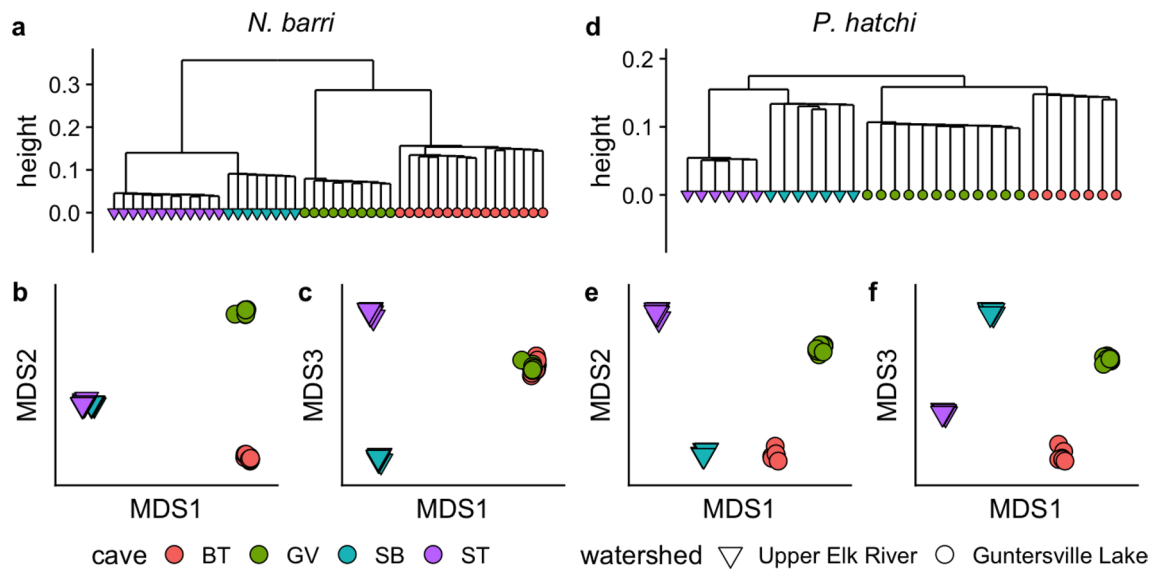 a
N. barri
height
0.3
0.2
0.1
0.0
d
P. hatchi
height
0.2
0.1
0.0
b
MDS2
MDS1
c
MDS3
MDS1
e
MDS2
MDS1
f
MDS3
MDS1
cave BT GV SB ST
watershed Upper Elk River Guntersville Lake